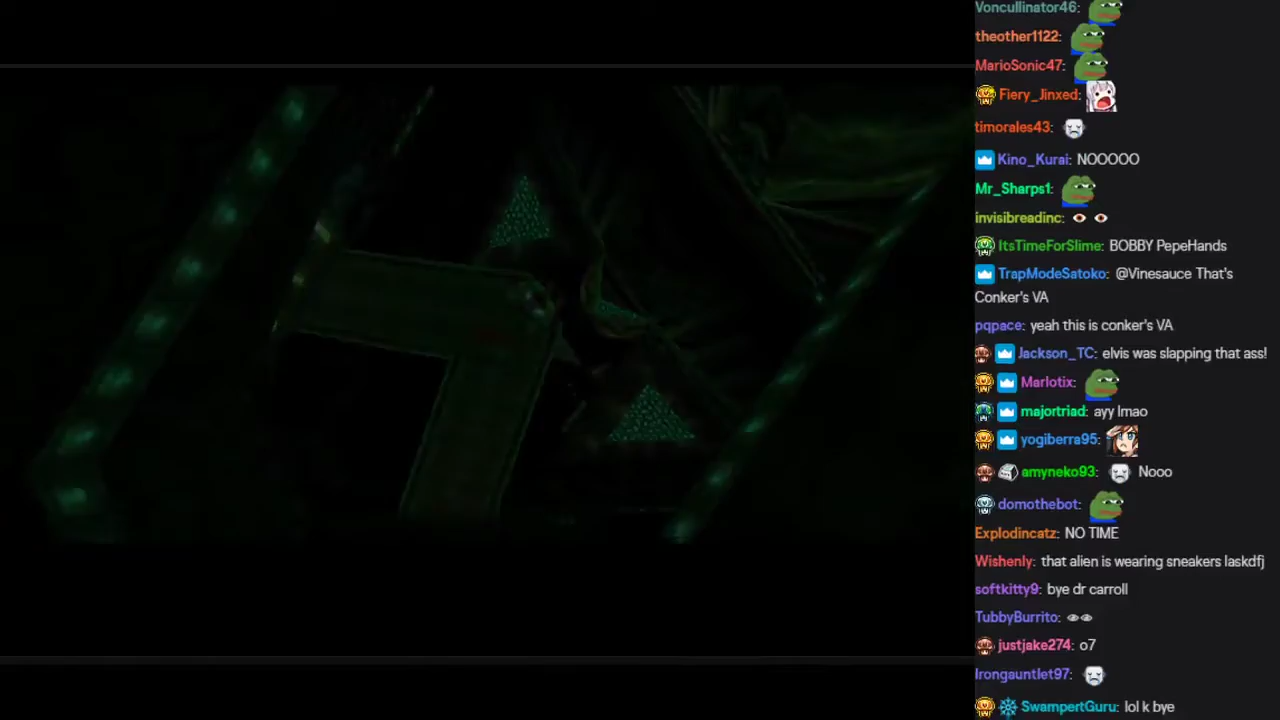 Voncullinator46:
theother1122:
MarioSonic47:
Fiery_Jinxed:
timorales43:
Kino_Kurai: NOOOOO
Mr_Sharps1:
invisibreadinc:
ItsTimeForSlime: BOBBY PepeHands
TrapModeSatoko: @Vinesauce That's
Conker's VA
pqpace: yeah this is conker's VA
Jackson_TC: elvis was slapping that ass!
Marlotix:
majortriad: ayy lmao
yogiberra95:
amyneko93: Nooo
domothebot:
Explodincatz: NO TIME
Wishenly: that alien is wearing sneakers laskdfj
softkitty9: bye dr carroll
TubbyBurrito:
justjake274: o7
Irongauntlet97:
SwampertGuru: lol k bye